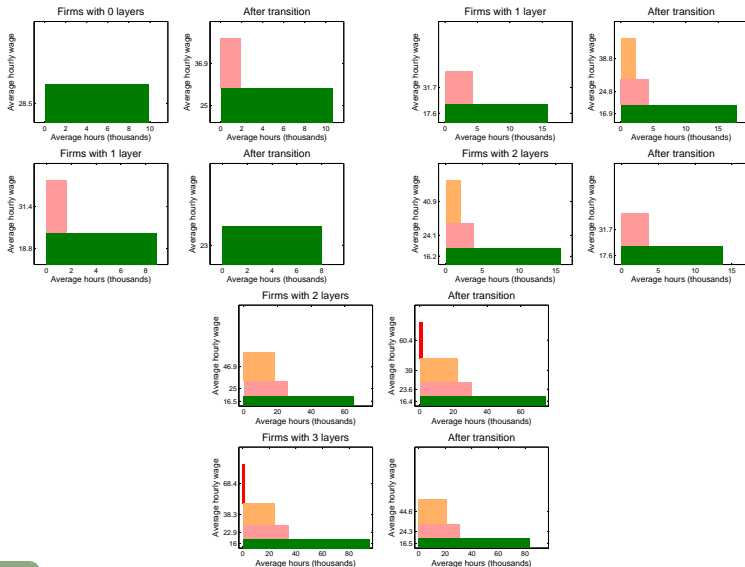 Firms with 0 layers
Average hourly wage
28.5
0 2 4 6 8 10
Average hours (thousands)
After transition
Average hourly wage
36.9
25
0 2 4 6 8 10
Average hours (thousands)
Firms with 1 layer
Average hourly wage
31.7
17.6
0 5 10 15
Average hours (thousands)
After transition
Average hourly wage
38.8
24.8
16.9
0 5 10 15
Average hours (thousands)
Firms with 1 layer
Average hourly wage
31.4
18.8
0 2 4 6 8
Average hours (thousands)
After transition
Average hourly wage
23
0 2 4 6 8
Average hours (thousands)
Firms with 2 layers
Average hourly wage
40.9
24.1
16.2
0 5 10 15
Average hours (thousands)
After transition
Average hourly wage
31.7
17.6
0 5 10 15
Average hours (thousands)
Firms with 2 layers
Average hourly wage
46.9
25
16.5
0 20 40 60
Average hours (thousands)
After transition
Average hourly wage
60.4
39
23.6
16.4
0 20 40 60
Average hours (thousands)
Firms with 3 layers
Average hourly wage
68.4
38.3
22.9
16
0 20 40 60 80
Average hours (thousands)
After transition
Average hourly wage
44.6
24.3
16.5
0 20 40 60 80
Average hours (thousands)